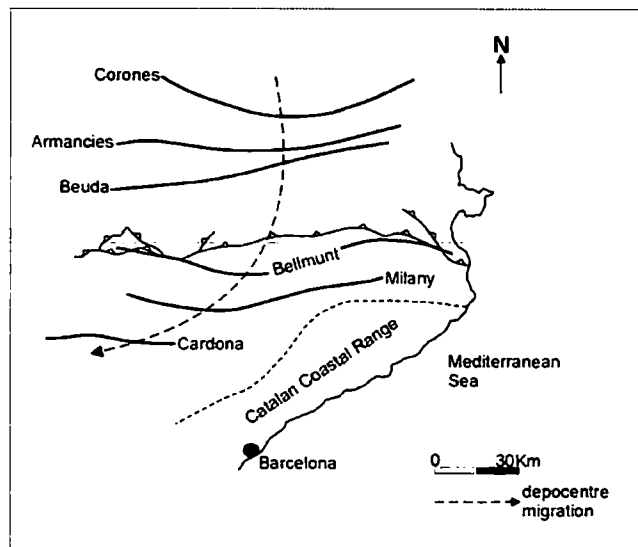 N
Corones
Armancies
Beuda
Bellmunt
Milany
Cardona
Catalan Coastal Range
Mediterranean
Sea
Barcelona
0 30Km
depocentre
migration